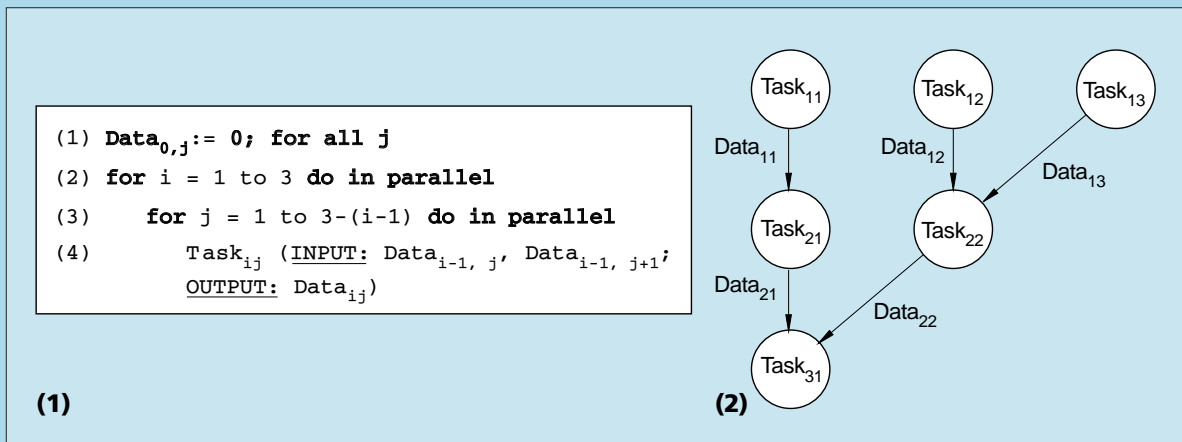 (1) Data0,j:= 0; for all j
(2) for i = 1 to 3 do in parallel
(3) for j = 1 to 3-(i-1) do in parallel
(4) Taskij (INPUT: Datai-1, j, Datai-1, j+1;
OUTPUT: Dataij)
(1)
Task11
Task12
Task13
Data11
Data12
Data13
Task21
Task22
Data21
Data22
Task31
(2)